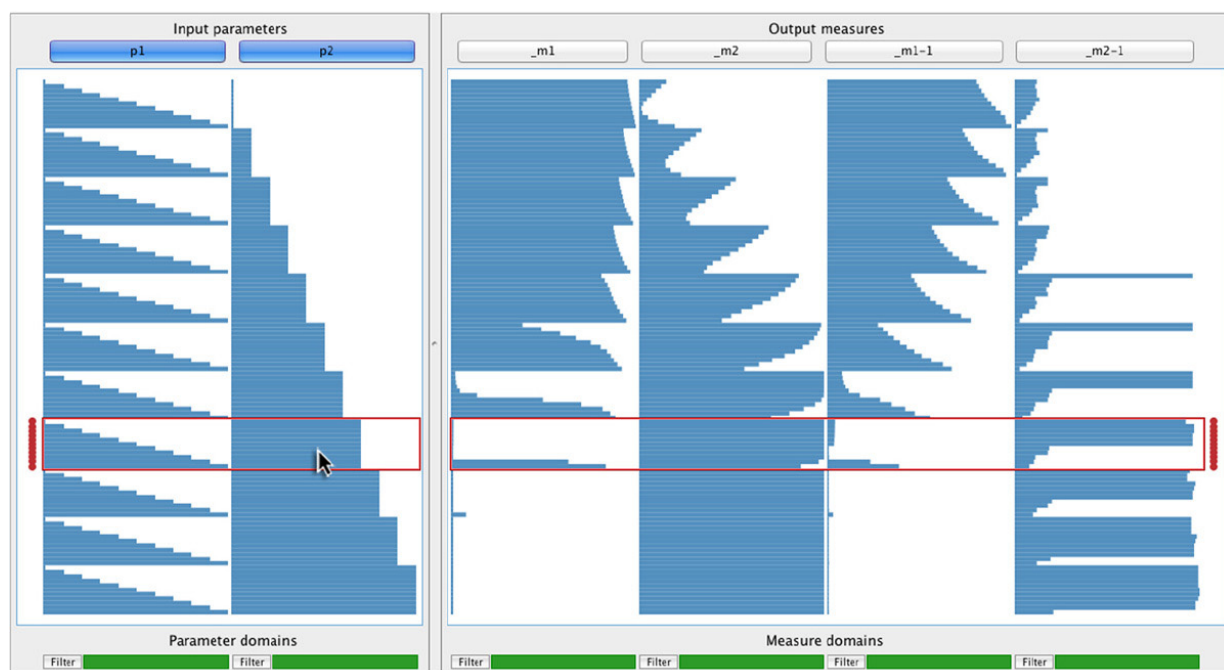 Input parameters
Output measures
p1
p2
_m1
_m2
_m1-1
_m2-1
Parameter domains
Measure domains
Filter
Filter
Filter
Filter
Filter
Filter